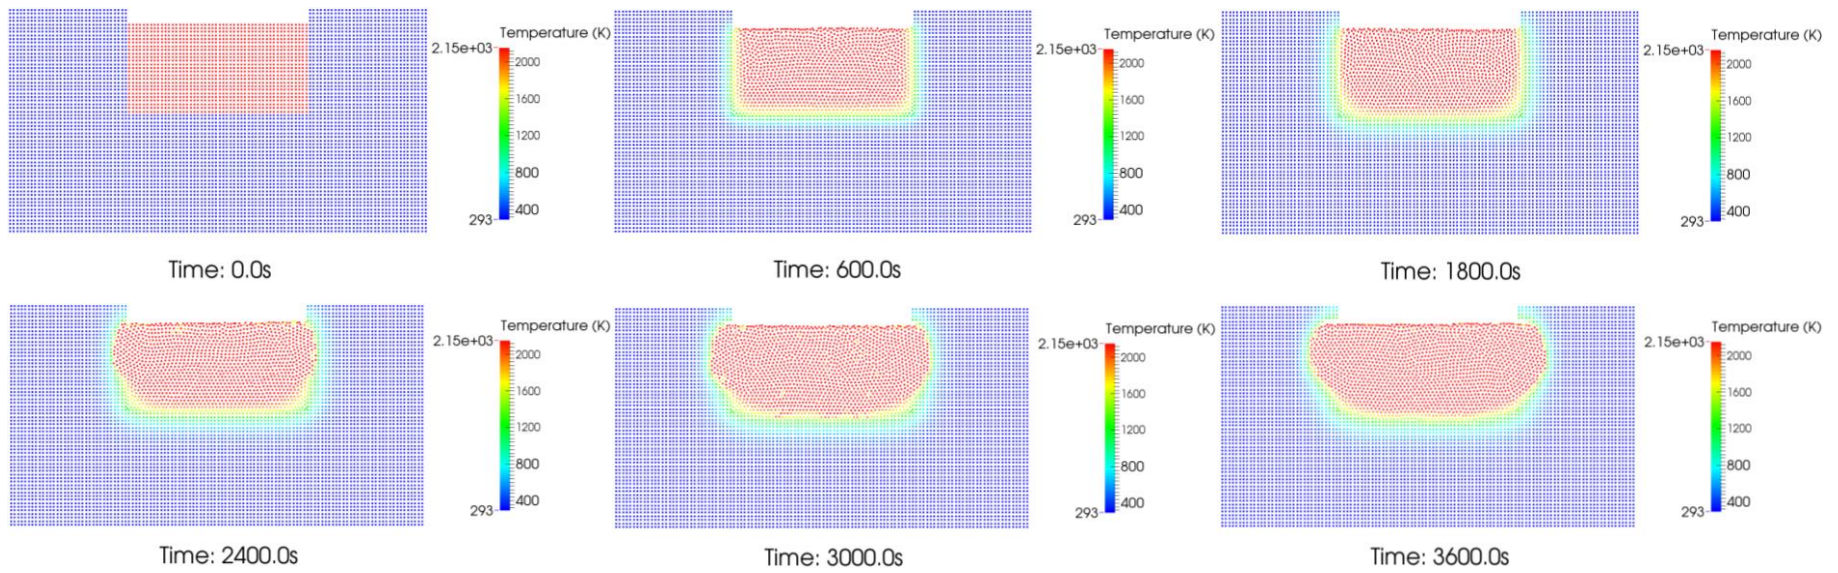 Temperature (K)
2.15e+03
2000
1600
1200
800
400
293
Time: 0.0s
Temperature (K)
2.15e+03
2000
1600
1200
800
400
293
Time: 600.0s
Temperature (K)
2.15e+03
2000
1600
1200
800
400
293
Time: 1800.0s
Temperature (K)
2.15e+03
2000
1600
1200
800
400
293
Time: 2400.0s
Temperature (K)
2.15e+03
2000
1600
1200
800
400
293
Time: 3000.0s
Temperature (K)
2.15e+03
2000
1600
1200
800
400
293
Time: 3600.0s